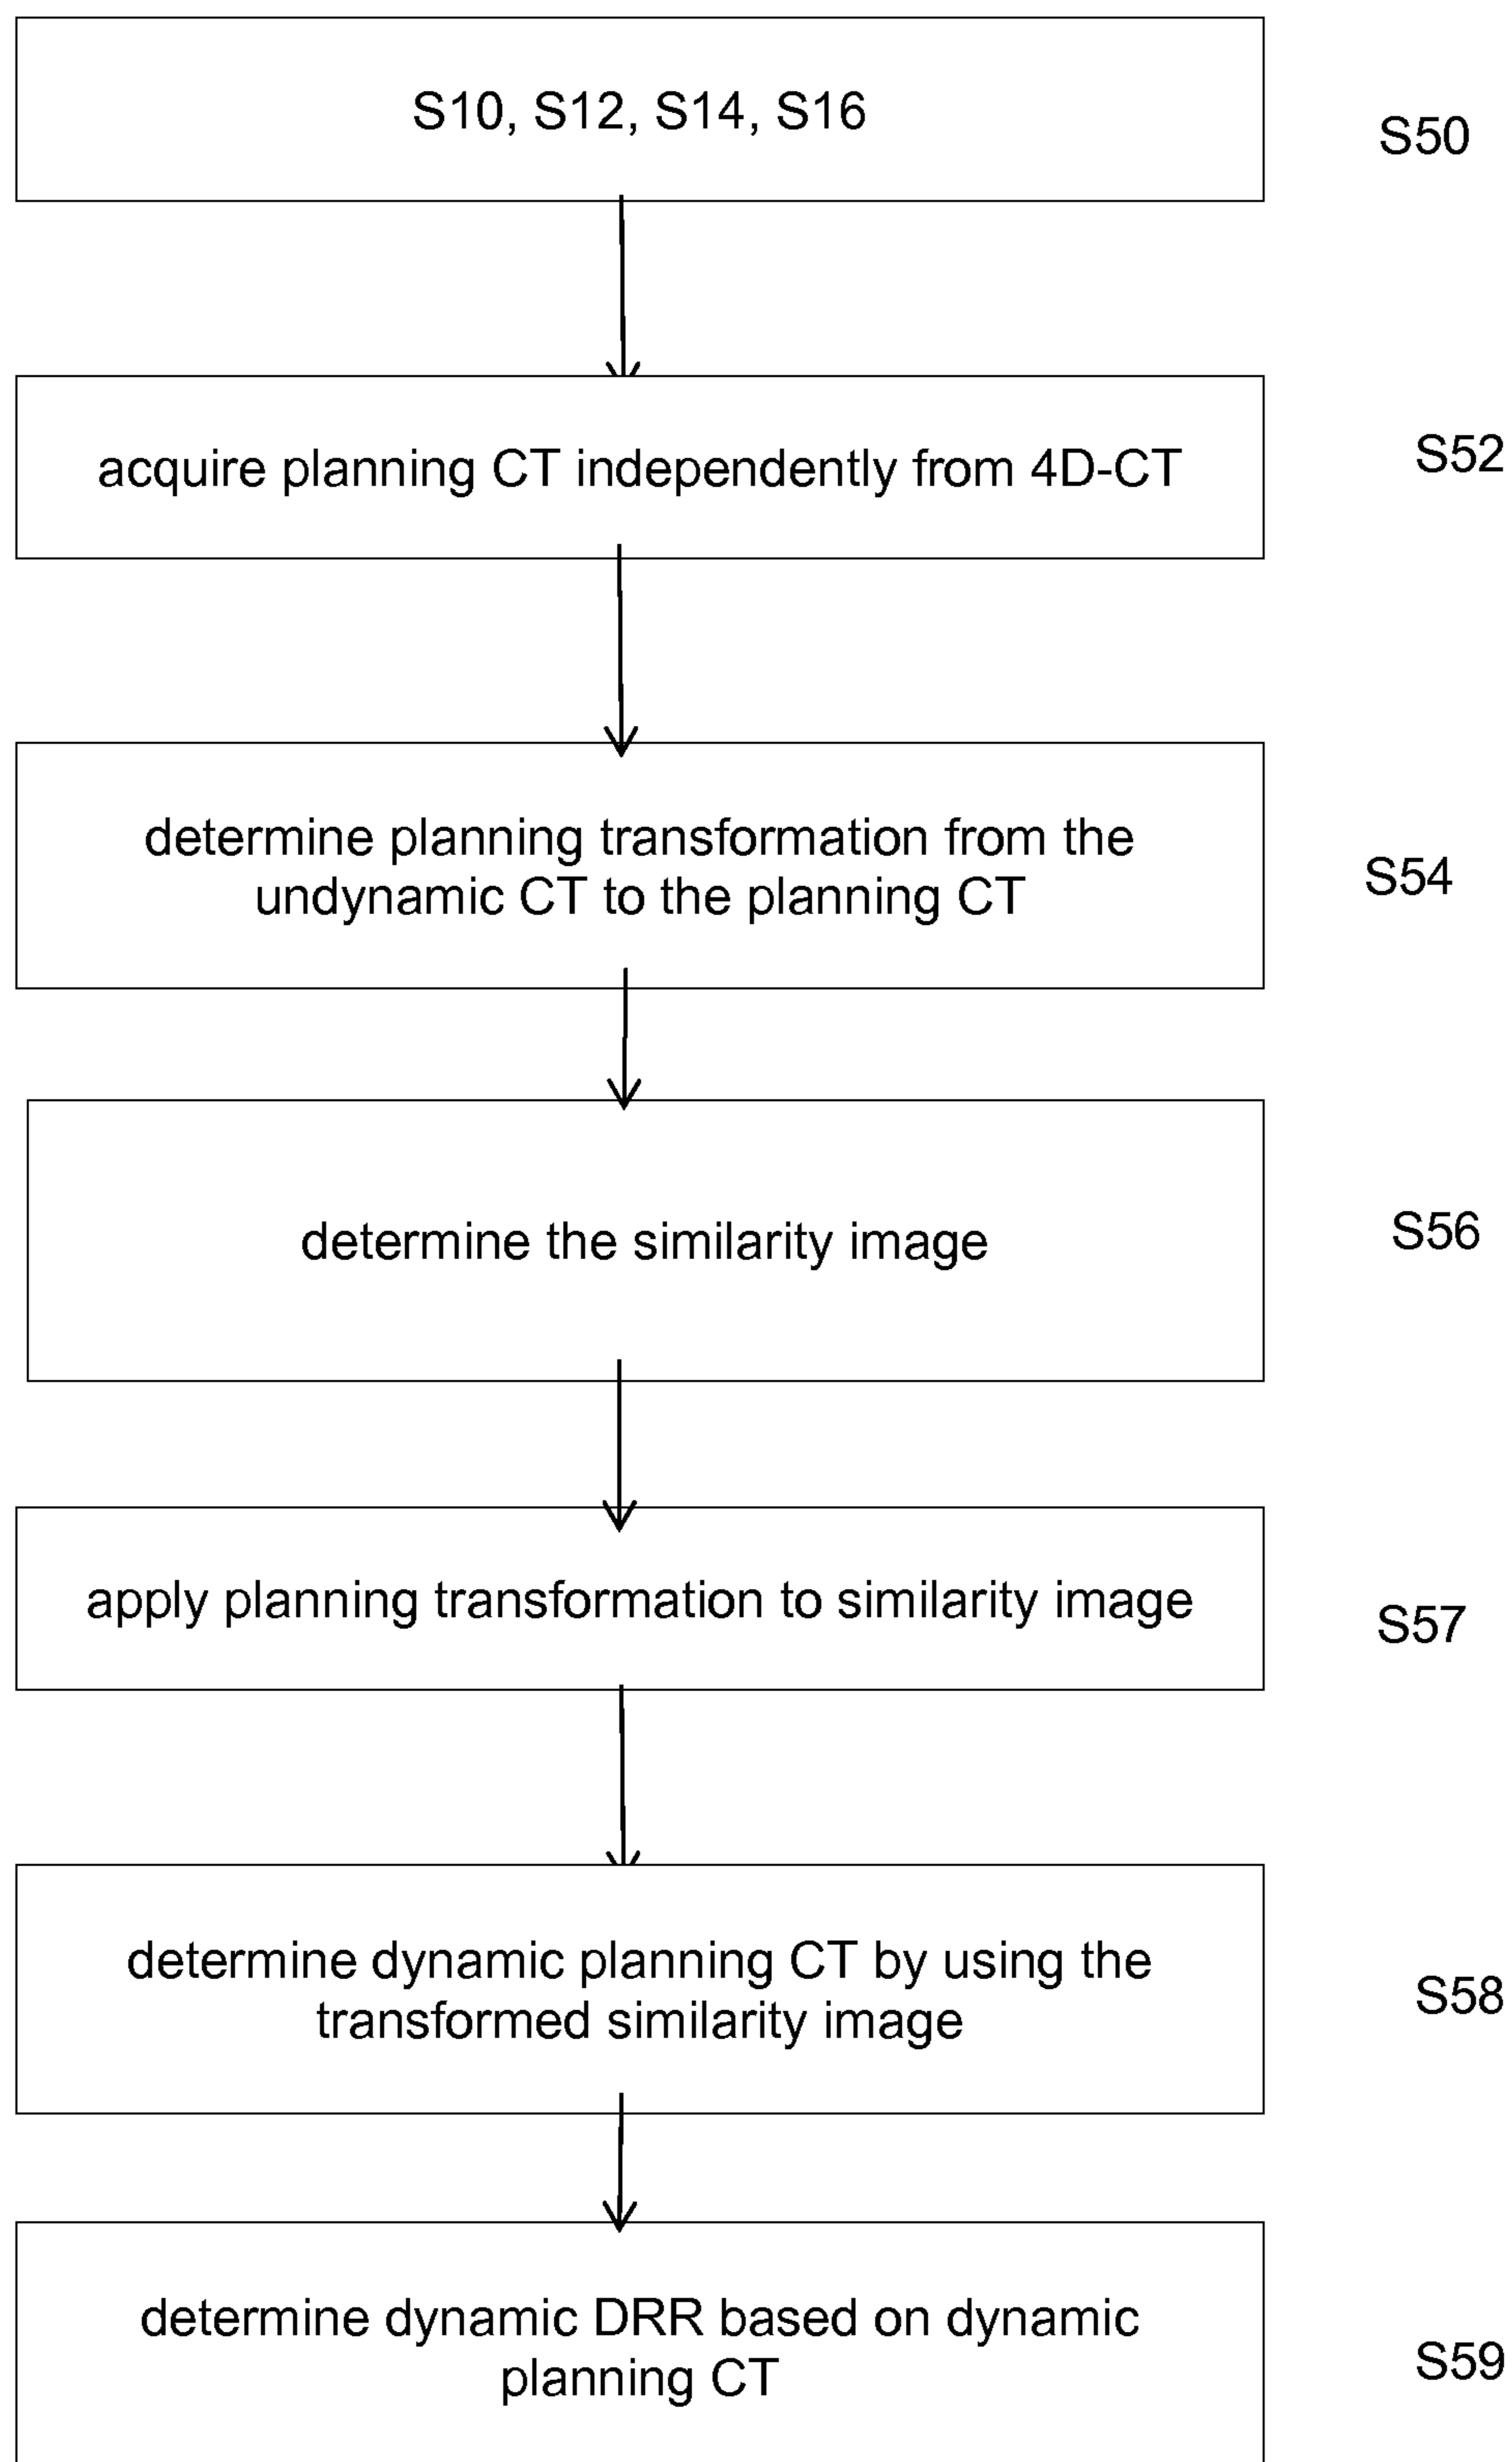 S10, S12, S14, S16
S50
acquire planning CT independently from 4D-CT
S52
determine planning transformation from the
undynamic CT to the planning CT
S54
determine the similarity image
S56
apply planning transformation to similarity image
S57
determine dynamic planning CT by using the
transformed similarity image
S58
determine dynamic DRR based on dynamic
planning CT
S59